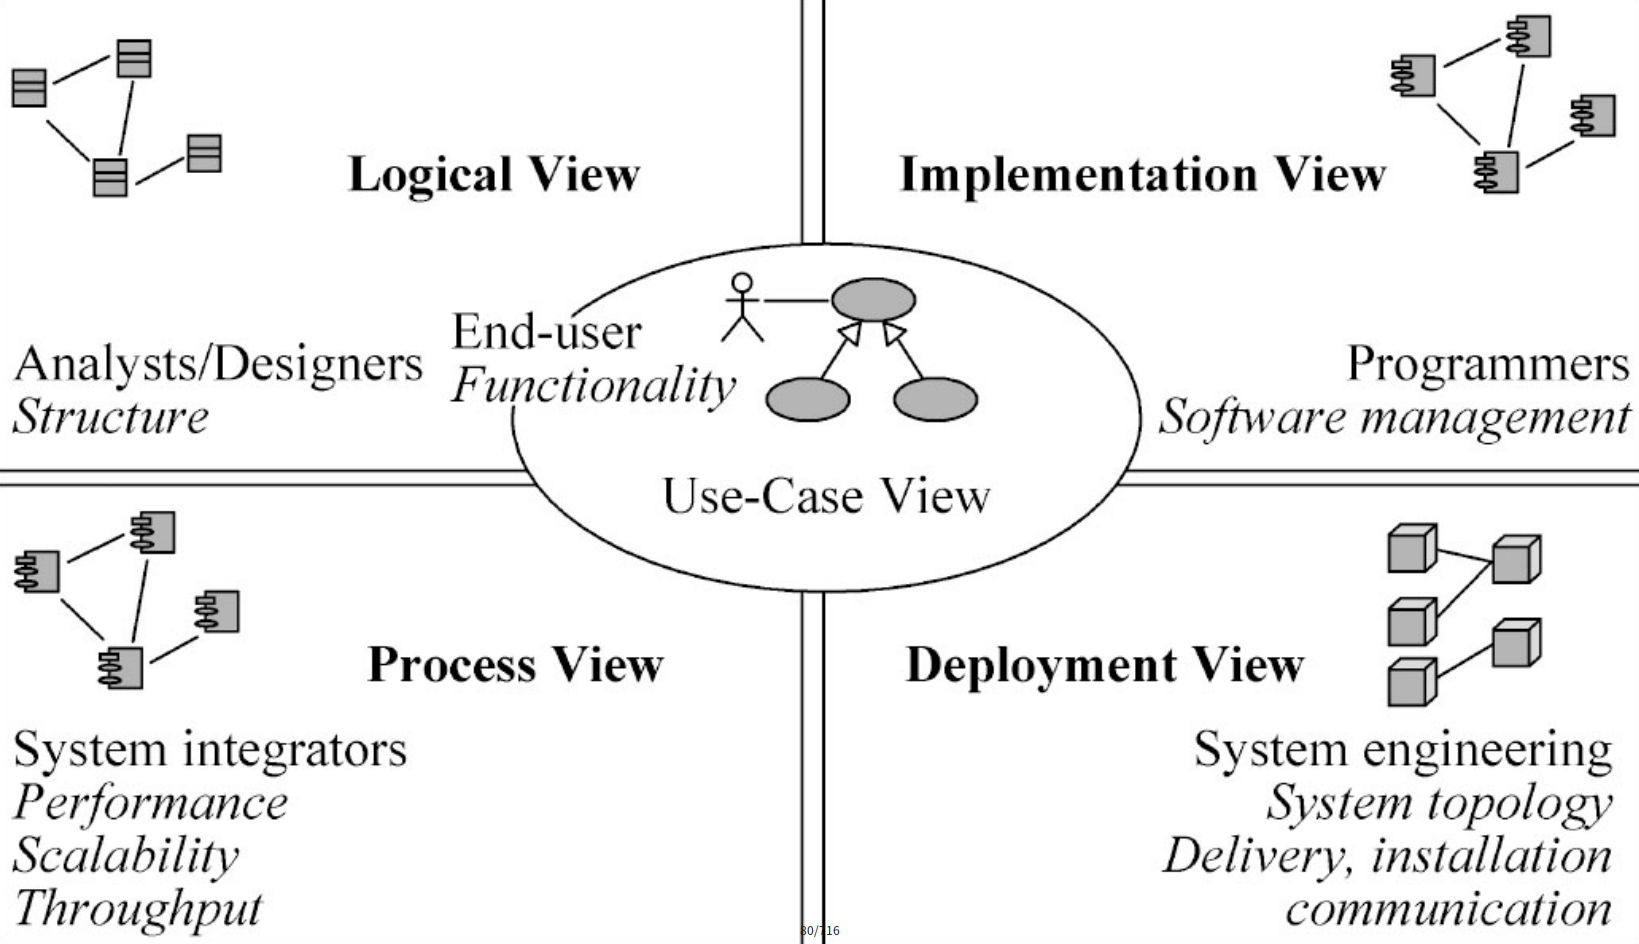 Logical View
Implementation View
Analysts/Designers
Structure
End-user
Functionality
Use-Case View
Programmers
Software management
Process View
System integrators
Performance
Scalability
Throughput
Deployment View
System engineering
System topology
Delivery, installation
communication
30/716